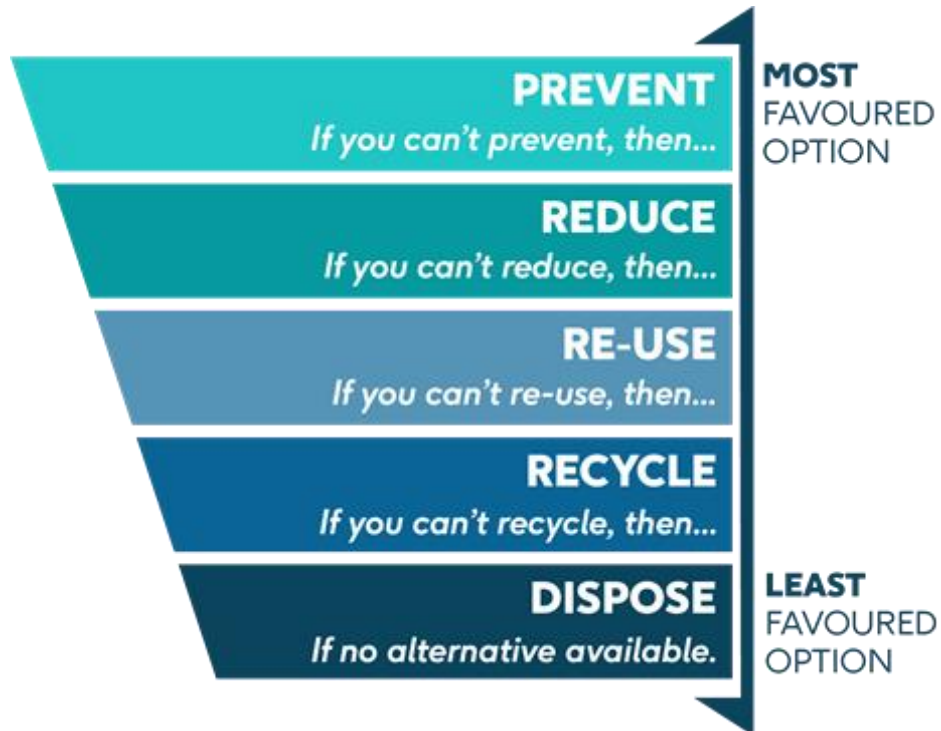 PREVENT
If you can't prevent, then...
MOST
FAVOURED
OPTION
REDUCE
If you can't reduce, then...
RE-USE
If you can't re-use, then...
RECYCLE
If you can't recycle, then...
DISPOSE
If no alternative available.
LEAST
FAVOURED
OPTION